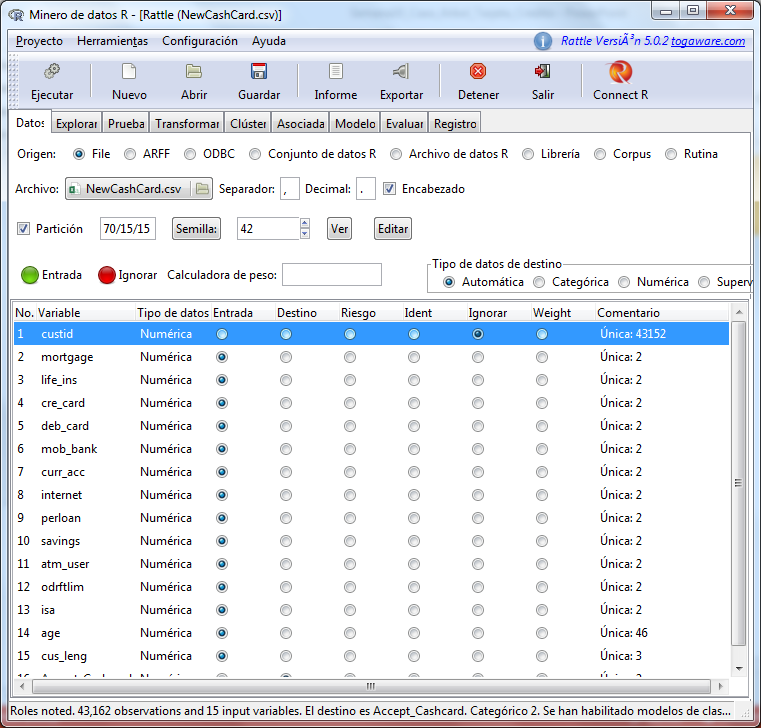 Minero de datos R - [Rattle (NewCashCard.csv)]
Proyecto Herramientas Configuración Ayuda Rattle VersiÃ³n 5.0.2 togaware.com
Ejecutar Nuevo Abrir Guardar Informe Exportar Detener Salir Connect R
Datos Explorar Prueba Transformar Clúster Asociada Modelo Evaluar Registro
Origen: File ARFF ODBC Conjunto de datos R Archivo de datos R Librería Corpus Rutina
Archivo: NewCashCard.csv Separador: , Decimal: . Encabezado
Partición 70/15/15 Semilla: 42 Ver Editar
Tipo de datos de destino
Entrada Ignorar Calculadora de peso: Automática Categórica Numérica Superv
No. Variable Tipo de datos Entrada Destino Riesgo Ident Ignorar Weight Comentario
1 custid Numérica Única: 43152
2 mortgage Numérica Única: 2
3 life_ins Numérica Única: 2
4 cre_card Numérica Única: 2
5 deb_card Numérica Única: 2
6 mob_bank Numérica Única: 2
7 curr_acc Numérica Única: 2
8 internet Numérica Única: 2
9 perloan Numérica Única: 2
10 savings Numérica Única: 2
11 atm_user Numérica Única: 2
12 odrftlim Numérica Única: 2
13 isa Numérica Única: 2
14 age Numérica Única: 46
15 cus_leng Numérica Única: 3
Roles noted. 43,162 observations and 15 input variables. El destino es Accept_Cashcard. Categórico 2. Se han habilitado modelos de clas...